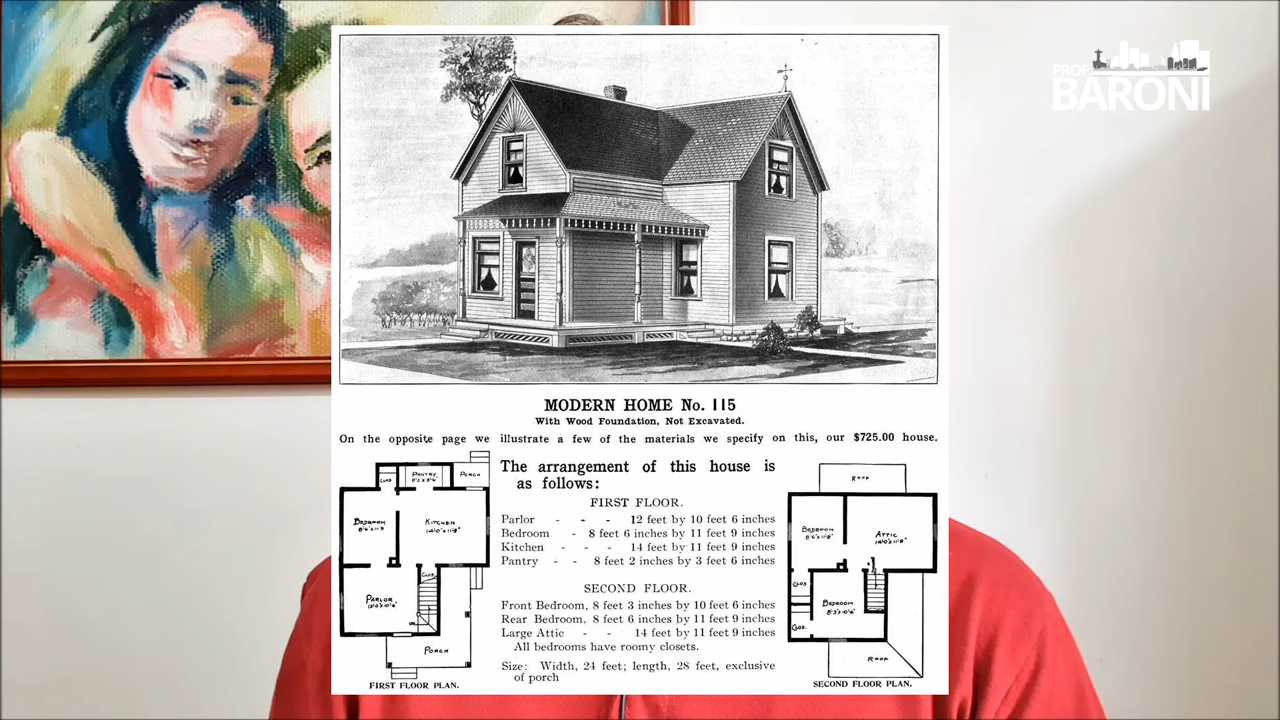 PROF
BARONI
MODERN HOME No. 115
With Wood Foundation, Not Excavated.
On the opposite page we illustrate a few of the materials we specify on this, our $725.00 house.
The arrangement of this house is
as follows:
FIRST FLOOR.
Parlor - - - 12 feet by 10 feet 6 inches
Bedroom - 8 feet 6 inches by 11 feet 9 inches
Kitchen - - - 14 feet by 11 feet 9 inches
Pantry - - 8 feet 2 inches by 3 feet 6 inches
SECOND FLOOR.
Front Bedroom, 8 feet 3 inches by 10 feet 6 inches
Rear Bedroom, 8 feet 6 inches by 11 feet 9 inches
Large Attic - - 14 feet by 11 feet 9 inches
All bedrooms have roomy closets.
Size: Width, 24 feet; length, 28 feet, exclusive
of porch
CLOS
PANTRY
PORCH
BEDROOM
KITCHEN
CLOS
PARLOR
PORCH
FIRST FLOOR PLAN.
ROOF
BEDROOM
ATTIC
CLOS
BEDROOM
CLOS.
ROOF
SECOND FLOOR PLAN.